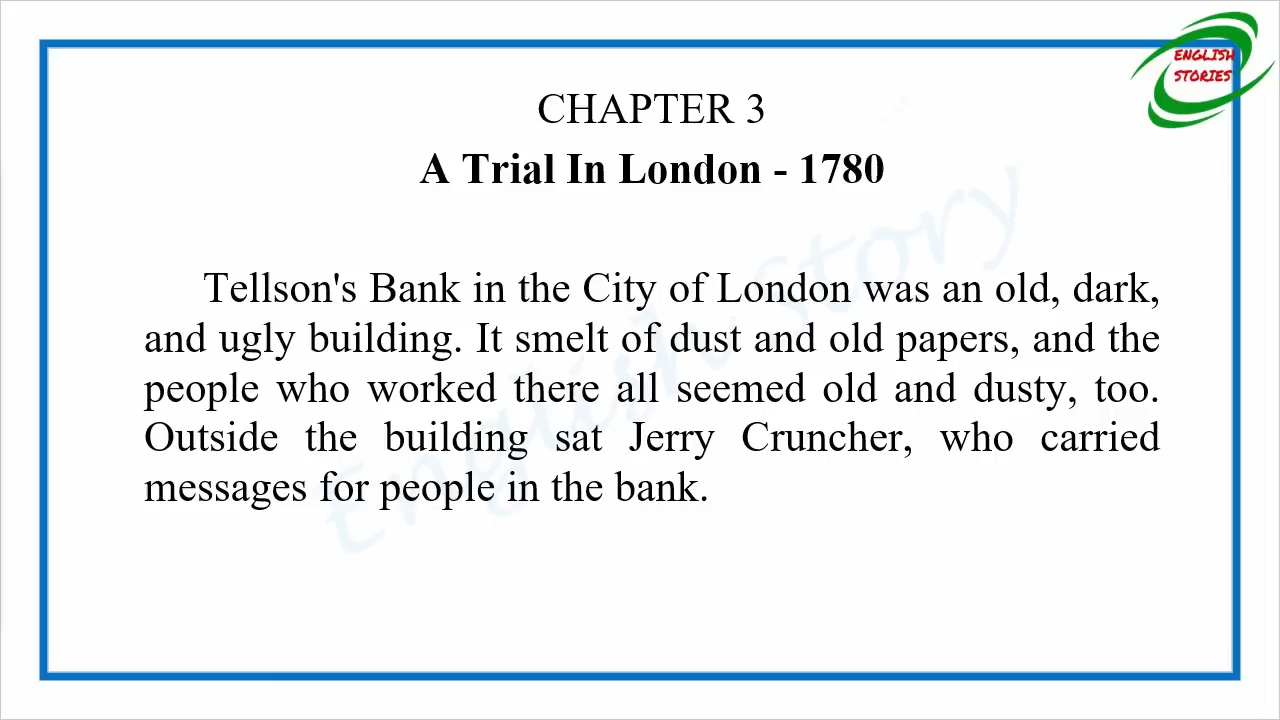 ENGLISH
STORIES
CHAPTER 3
A Trial In London - 1780
Tellson's Bank in the City of London was an old, dark,
and ugly building. It smelt of dust and old papers, and the
people who worked there all seemed old and dusty, too.
Outside the building sat Jerry Cruncher, who carried
messages for people in the bank.
English Story